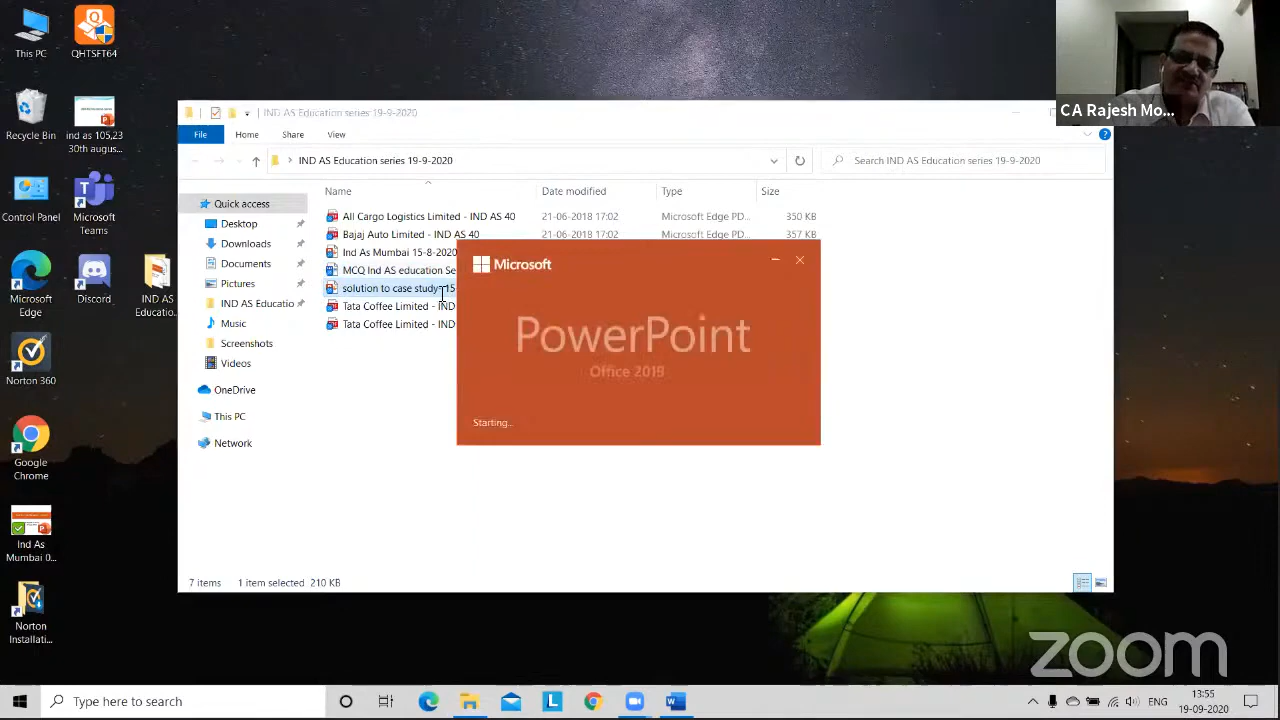 This PC
QHTSFT64
Recycle Bin
ind as 105,23
30th augus...
Control Panel
Microsoft
Teams
Microsoft
Edge
Discord
IND AS
Educatio...
Norton 360
Google
Chrome
Ind As
Mumbai 0...
Norton
Installati...
IND AS Education series 19-9-2020
File
Home
Share
View
IND AS Education series 19-9-2020
Search IND AS Education series 19-9-2020
Name
Date modified
Type
Size
Quick access
Desktop
Downloads
Documents
Pictures
IND AS Educatio
Music
Screenshots
Videos
OneDrive
This PC
Network
All Cargo Logistics Limited - IND AS 40
21-06-2018 17:02
Microsoft Edge PD...
350 KB
Bajaj Auto Limited - IND AS 40
21-06-2018 17:02
Microsoft Edge PD...
357 KB
Ind As Mumbai 15-8-2020
MCQ Ind AS education Se
solution to case study-15
Tata Coffee Limited - IND
Tata Coffee Limited - IND
Microsoft
PowerPoint
Office 2019
Starting...
7 items
1 item selected 210 KB
C A Rajesh Mo...
zoom
Type here to search
ENG
13:55
19-09-2020